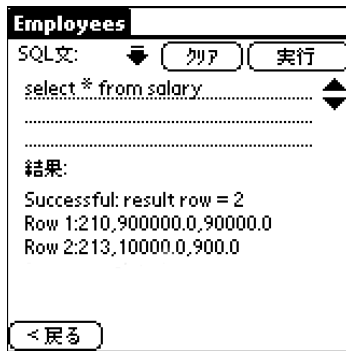 Employees
SQL文: クリア 実行
select * from salary
結果:
Successful: result row = 2
Row 1:210,900000.0,90000.0
Row 2:213,10000.0,900.0
<戻る